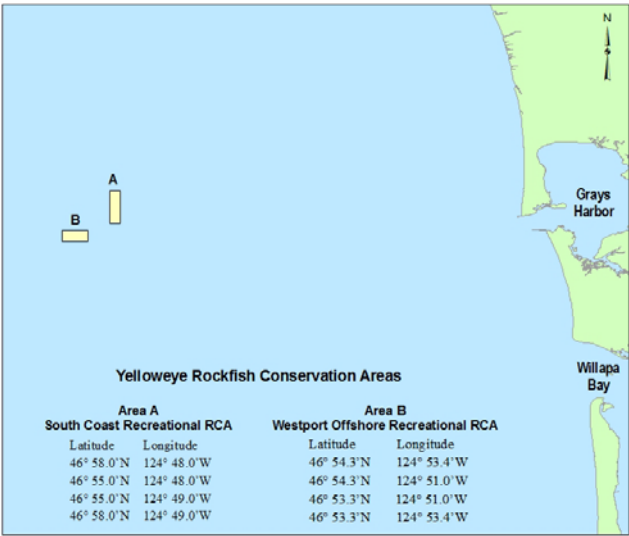 N
A
B
Grays
Harbor
Willapa
Bay
Yelloweye Rockfish Conservation Areas
Area A
South Coast Recreational RCA
Latitude Longitude
46° 58.0'N 124° 48.0'W
46° 55.0'N 124° 48.0'W
46° 55.0'N 124° 49.0'W
46° 58.0'N 124° 49.0'W
Area B
Westport Offshore Recreational RCA
Latitude Longitude
46° 54.3'N 124° 53.4'W
46° 54.3'N 124° 51.0'W
46° 53.3'N 124° 51.0'W
46° 53.3'N 124° 53.4'W